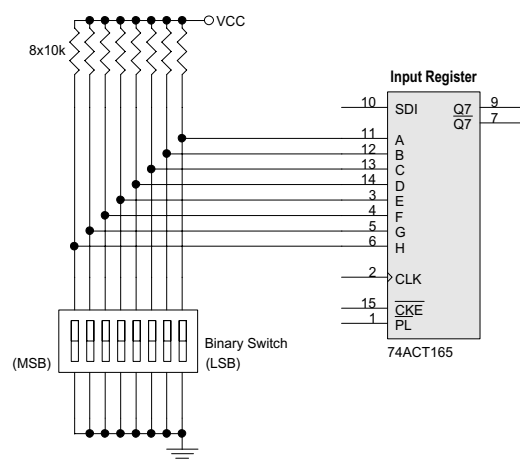 VCC
8x10k
Input Register
10 SDI Q7 9
Q7 7
11 A
12 B
13 C
14 D
3 E
4 F
5 G
6 H
2 CLK
15 CKE
1 PL
74ACT165
Binary Switch
(MSB) (LSB)